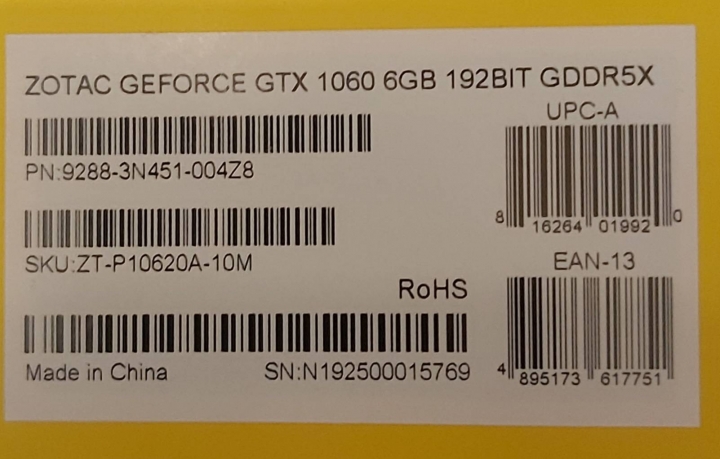 ZOTAC GEFORCE GTX 1060 6GB 192BIT GDDR5X
UPC-A
PN:9288-3N451-004Z8
8 16264 01992 0
SKU:ZT-P10620A-10M
EAN-13
RoHS
Made in China SN:N192500015769
4 895173 617751